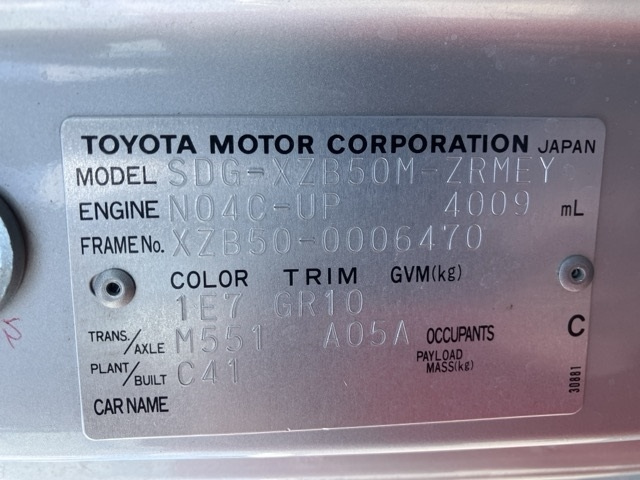 TOYOTA MOTOR CORPORATION JAPAN
MODEL SDG-XZB50M-ZRMEY
ENGINE N04C-UP 4009 mL
FRAME No. XZB50-0006470
COLOR TRIM GVM(kg)
1E7 GR10
TRANS./AXLE M551 A05A OCCUPANTS C
PAYLOAD MASS(kg)
PLANT/BUILT C41
CAR NAME
30881